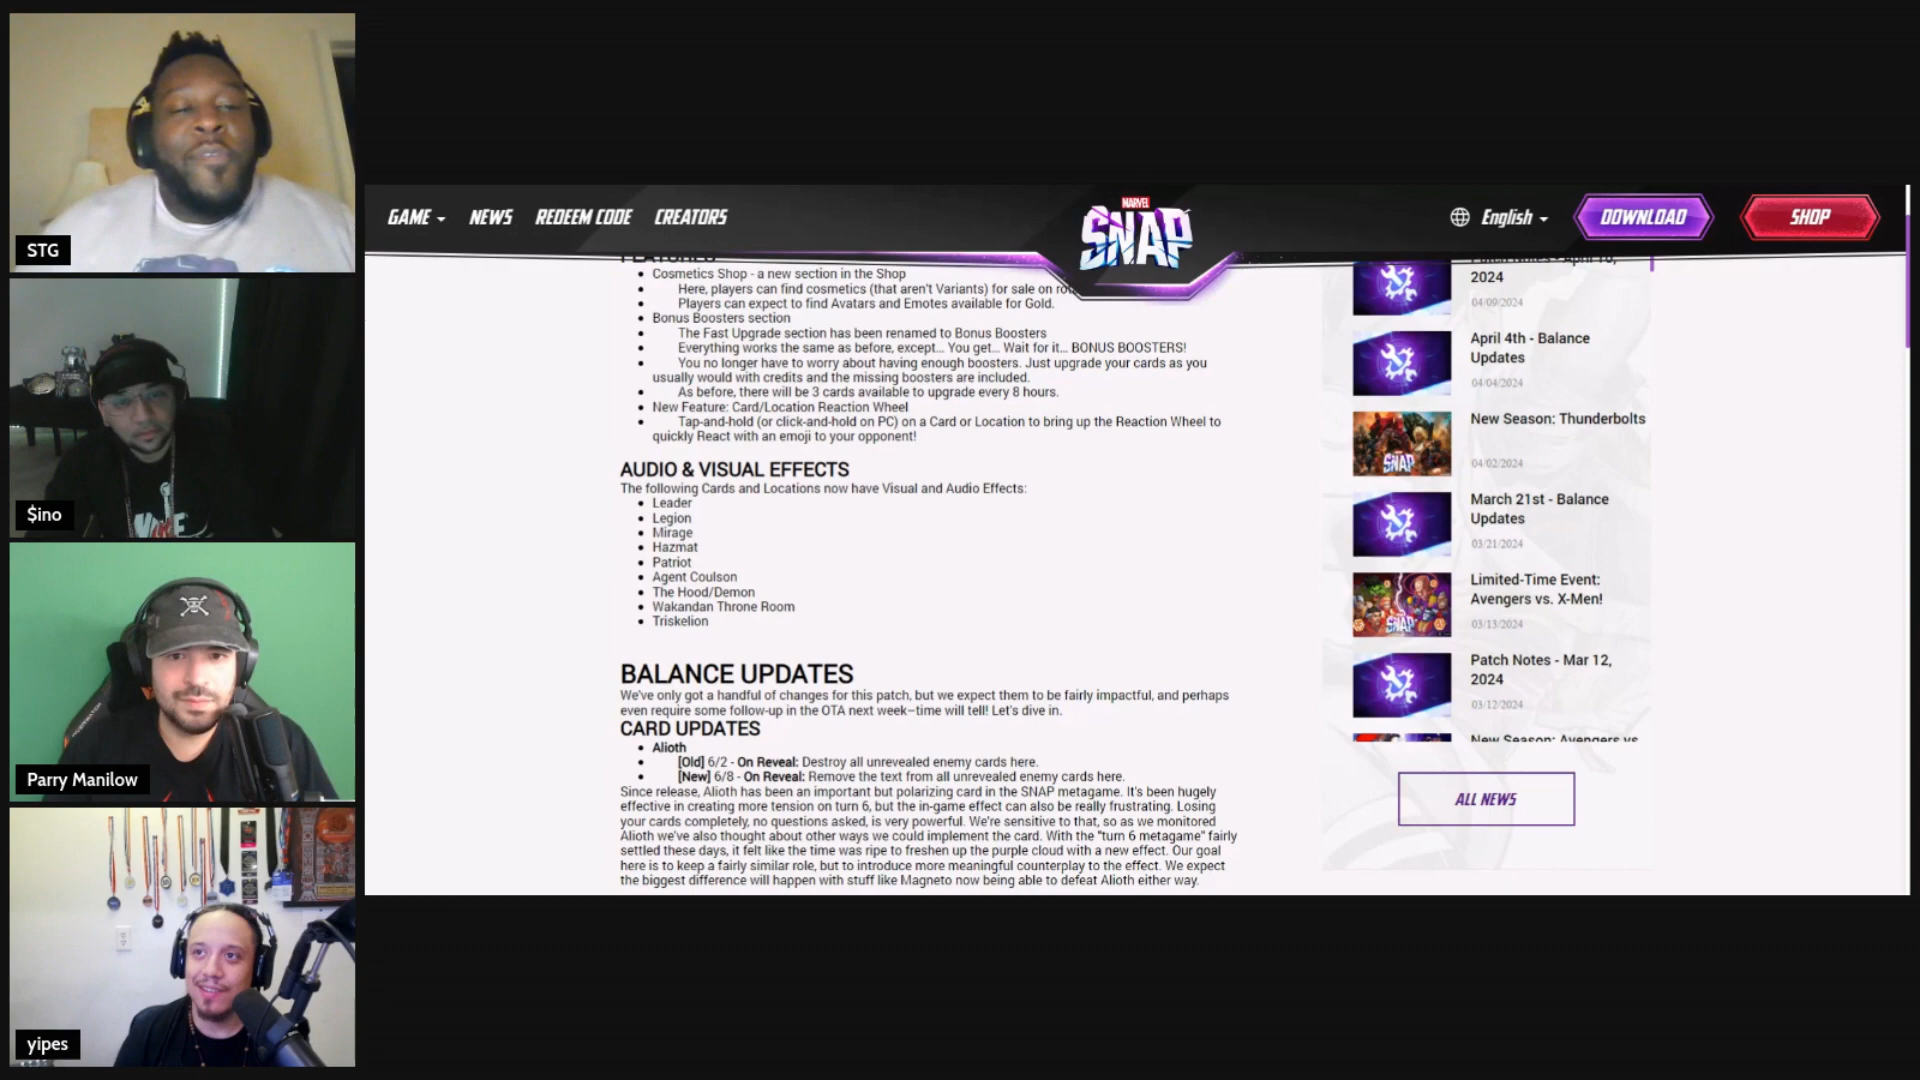 STG
$ino
Parry Manilow
yipes
GAME
NEWS
REDEEM CODE
CREATORS
MARVEL
SNAP
English
DOWNLOAD
SHOP
FEATURED
Cosmetics Shop - a new section in the Shop
Here, players can find cosmetics (that aren't Variants) for sale on
Players can expect to find Avatars and Emotes available for Gold.
Bonus Boosters section
The Fast Upgrade section has been renamed to Bonus Boosters
Everything works the same as before, except... You get... Wait for it... BONUS BOOSTERS!
You no longer have to worry about having enough boosters. Just upgrade your cards as you
usually would with credits and the missing boosters are included.
As before, there will be 3 cards available to upgrade every 8 hours.
New Feature: Card/Location Reaction Wheel
Tap-and-hold (or click-and-hold on PC) on a Card or Location to bring up the Reaction Wheel to
quickly React with an emoji to your opponent!
AUDIO & VISUAL EFFECTS
The following Cards and Locations now have Visual and Audio Effects:
Leader
Legion
Mirage
Hazmat
Patriot
Agent Coulson
The Hood/Demon
Wakandan Throne Room
Triskelion
BALANCE UPDATES
We've only got a handful of changes for this patch, but we expect them to be fairly impactful, and perhaps
even require some follow-up in the OTA next week–time will tell! Let's dive in.
CARD UPDATES
Alioth
[Old] 6/2 - On Reveal: Destroy all unrevealed enemy cards here.
[New] 6/8 - On Reveal: Remove the text from all unrevealed enemy cards here.
Since release, Alioth has been an important but polarizing card in the SNAP metagame. It's been hugely
effective in creating more tension on turn 6, but the in-game effect can also be really frustrating. Losing
your cards completely, no questions asked, is very powerful. We're sensitive to that, so as we monitored
Alioth we've also thought about other ways we could implement the card. With the "turn 6 metagame" fairly
settled these days, it felt like the time was ripe to freshen up the purple cloud with a new effect. Our goal
here is to keep a fairly similar role, but to introduce more meaningful counterplay to the effect. We expect
the biggest difference will happen with stuff like Magneto now being able to defeat Alioth either way.
2024
04/09/2024
April 4th - Balance
Updates
04/04/2024
New Season: Thunderbolts
04/02/2024
SNAP
March 21st - Balance
Updates
03/21/2024
Limited-Time Event:
Avengers vs. X-Men!
03/13/2024
SNAP
Patch Notes - Mar 12,
2024
03/12/2024
New Season: Avengers vs
ALL NEWS